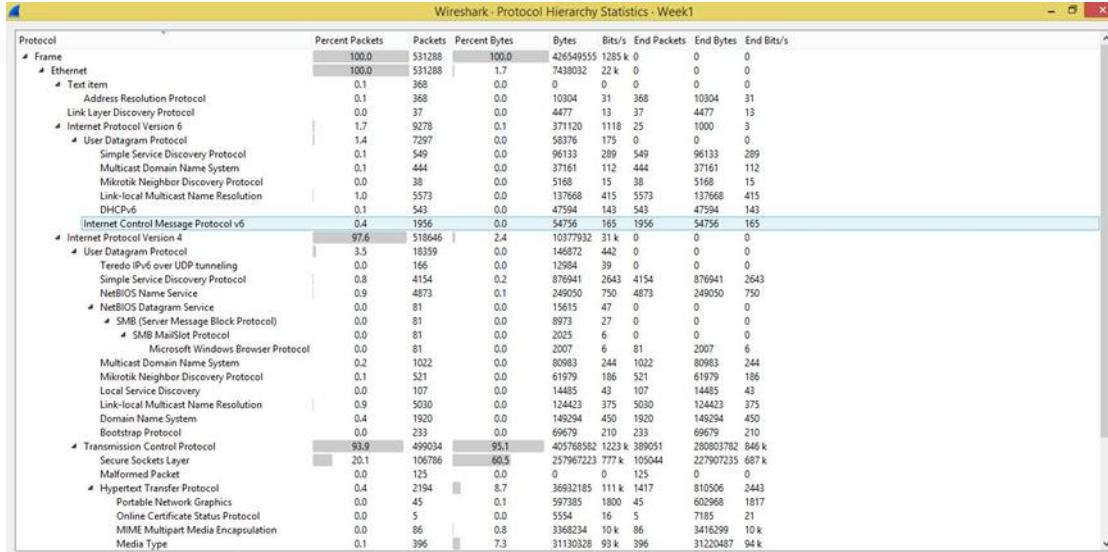 Wireshark · Protocol Hierarchy Statistics · Week1
Protocol Percent Packets Packets Percent Bytes Bytes Bits/s End Packets End Bytes End Bits/s
Frame 100.0 531288 100.0 426549555 1285 k 0 0 0
Ethernet 100.0 531288 1.7 7438032 22 k 0 0 0
Text item 0.1 368 0.0 0 0 0 0 0
Address Resolution Protocol 0.1 368 0.0 10304 31 368 10304 31
Link Layer Discovery Protocol 0.0 37 0.0 4477 13 37 4477 13
Internet Protocol Version 6 1.7 9278 0.1 371120 1118 25 1000 3
User Datagram Protocol 1.4 7297 0.0 58376 175 0 0 0
Simple Service Discovery Protocol 0.1 549 0.0 96133 289 549 96133 289
Multicast Domain Name System 0.1 444 0.0 37161 112 444 37161 112
Mikrotik Neighbor Discovery Protocol 0.0 38 0.0 5168 15 38 5168 15
Link-local Multicast Name Resolution 1.0 5573 0.0 137668 415 5573 137668 415
DHCPv6 0.1 543 0.0 47594 143 543 47594 143
Internet Control Message Protocol v6 0.4 1956 0.0 54756 165 1956 54756 165
Internet Protocol Version 4 97.6 518646 2.4 10377932 31 k 0 0 0
User Datagram Protocol 3.5 18359 0.0 146872 442 0 0 0
Teredo IPv6 over UDP tunneling 0.0 166 0.0 12984 39 0 0 0
Simple Service Discovery Protocol 0.8 4154 0.2 876941 2643 4154 876941 2643
NetBIOS Name Service 0.9 4873 0.1 249050 750 4873 249050 750
NetBIOS Datagram Service 0.0 81 0.0 15615 47 0 0 0
SMB (Server Message Block Protocol) 0.0 81 0.0 8973 27 0 0 0
SMB MailSlot Protocol 0.0 81 0.0 2025 6 0 0 0
Microsoft Windows Browser Protocol 0.0 81 0.0 2007 6 81 2007 6
Multicast Domain Name System 0.2 1022 0.0 80983 244 1022 80983 244
Mikrotik Neighbor Discovery Protocol 0.1 521 0.0 61979 186 521 61979 186
Local Service Discovery 0.0 107 0.0 14485 43 107 14485 43
Link-local Multicast Name Resolution 0.9 5030 0.0 124423 375 5030 124423 375
Domain Name System 0.4 1920 0.0 149294 450 1920 149294 450
Bootstrap Protocol 0.0 233 0.0 69679 210 233 69679 210
Transmission Control Protocol 93.9 499034 95.1 405768582 1223 k 389051 280803782 846 k
Secure Sockets Layer 20.1 106786 60.5 257967223 777 k 105044 227907235 687 k
Malformed Packet 0.0 125 0.0 0 0 125 0 0
Hypertext Transfer Protocol 0.4 2194 8.7 36932185 111 k 1417 810506 2443
Portable Network Graphics 0.0 45 0.1 597385 1800 45 602968 1817
Online Certificate Status Protocol 0.0 5 0.0 5554 16 5 7185 21
MIME Multipart Media Encapsulation 0.0 86 0.8 3368234 10 k 86 3416299 10 k
Media Type 0.1 396 7.3 31130328 93 k 396 31220487 94 k